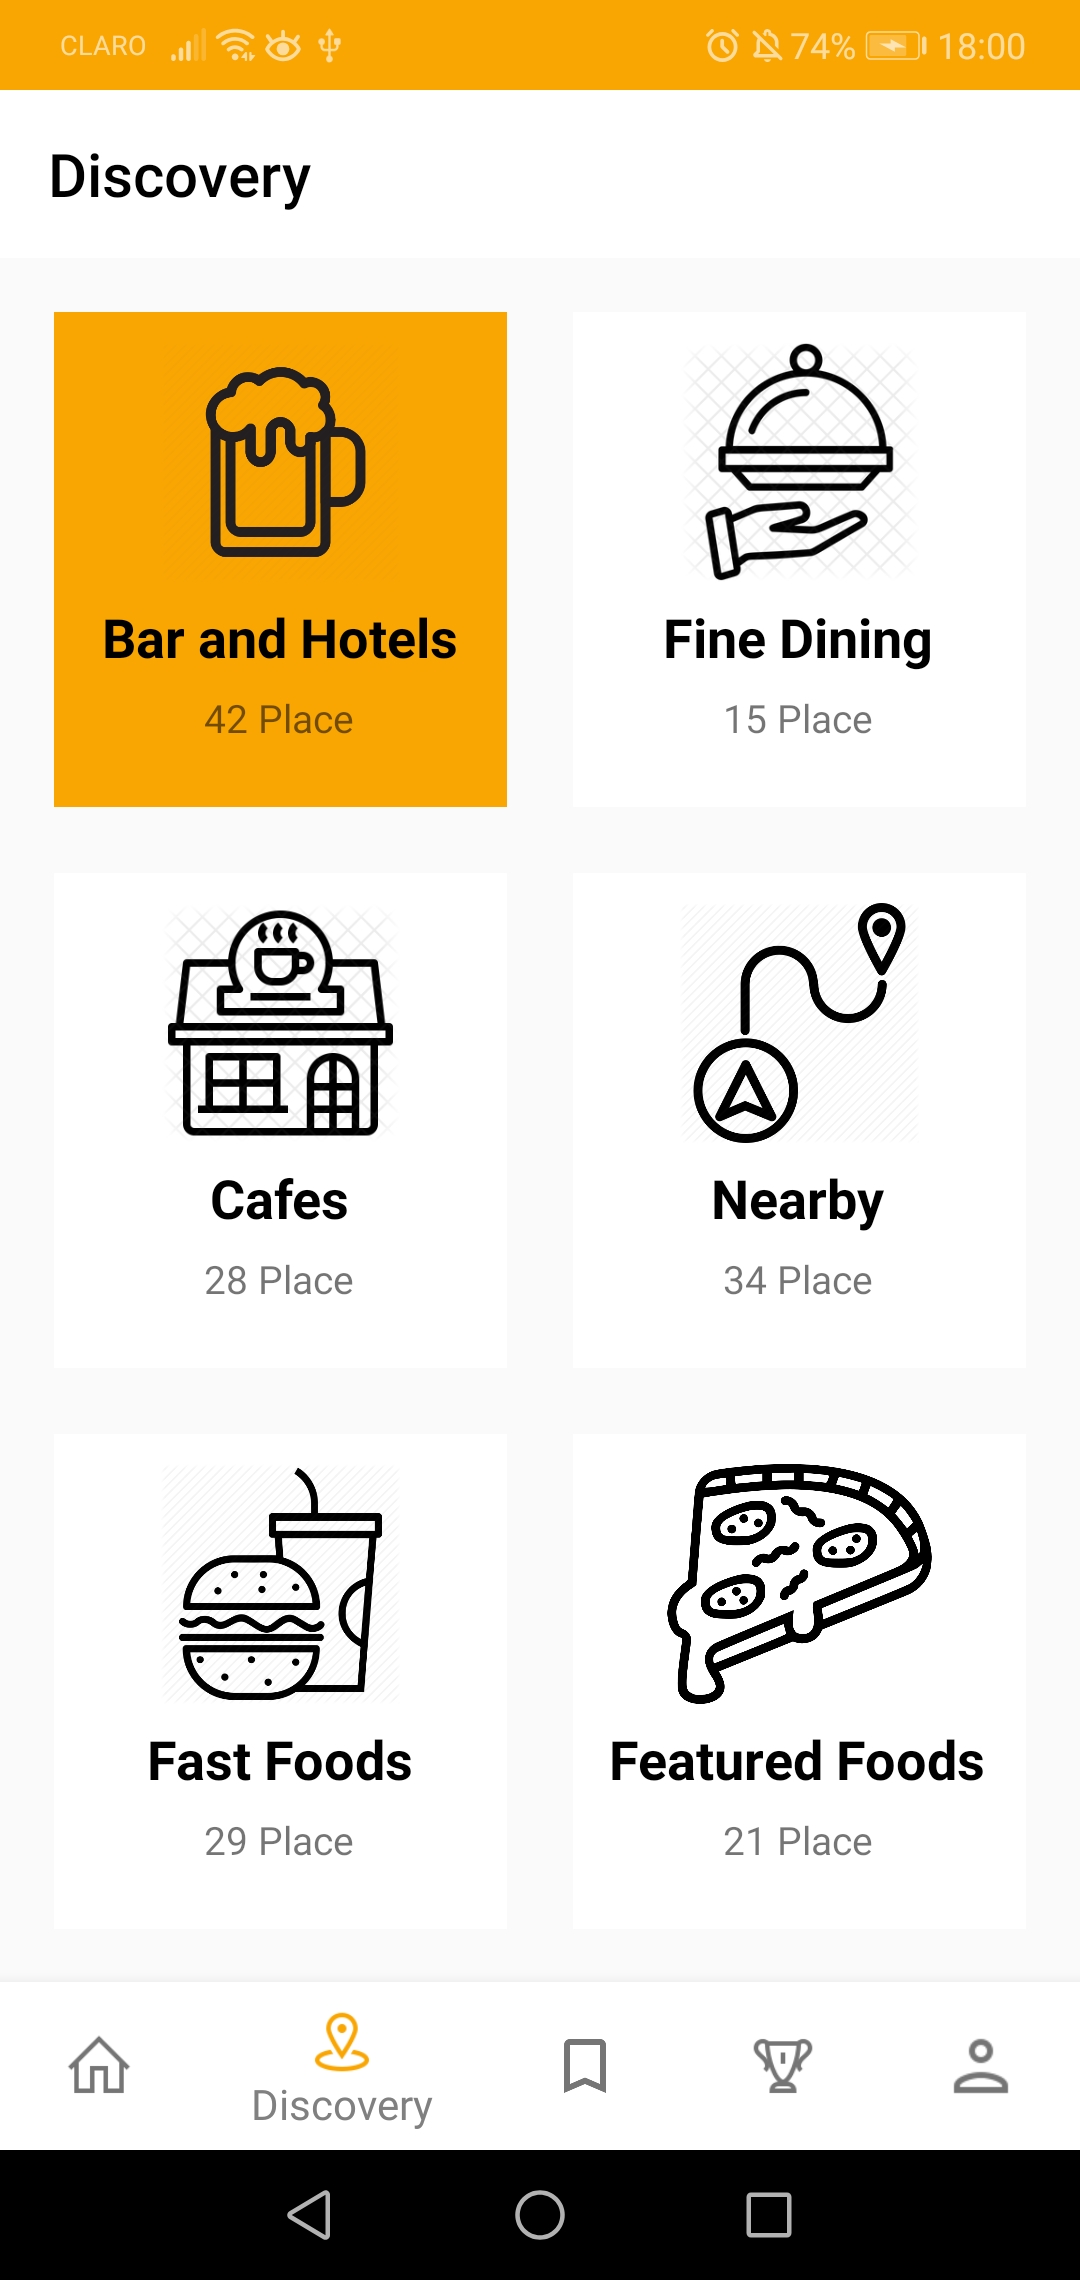 CLARO 74% 18:00
Discovery
Bar and Hotels
42 Place
Fine Dining
15 Place
Cafes
28 Place
Nearby
34 Place
Fast Foods
29 Place
Featured Foods
21 Place
Discovery